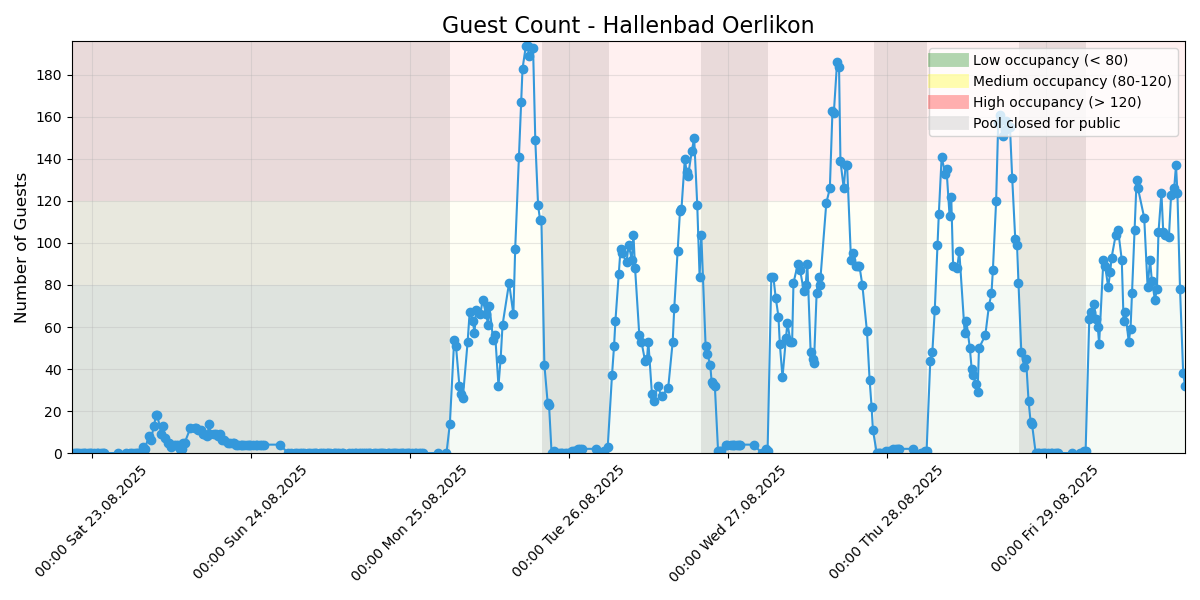 Guest Count - Hallenbad Oerlikon
Number of Guests
180
160
140
120
100
80
60
40
20
0
Low occupancy (< 80)
Medium occupancy (80-120)
High occupancy (> 120)
Pool closed for public
00:00 Sat 23.08.2025
00:00 Sun 24.08.2025
00:00 Mon 25.08.2025
00:00 Tue 26.08.2025
00:00 Wed 27.08.2025
00:00 Thu 28.08.2025
00:00 Fri 29.08.2025